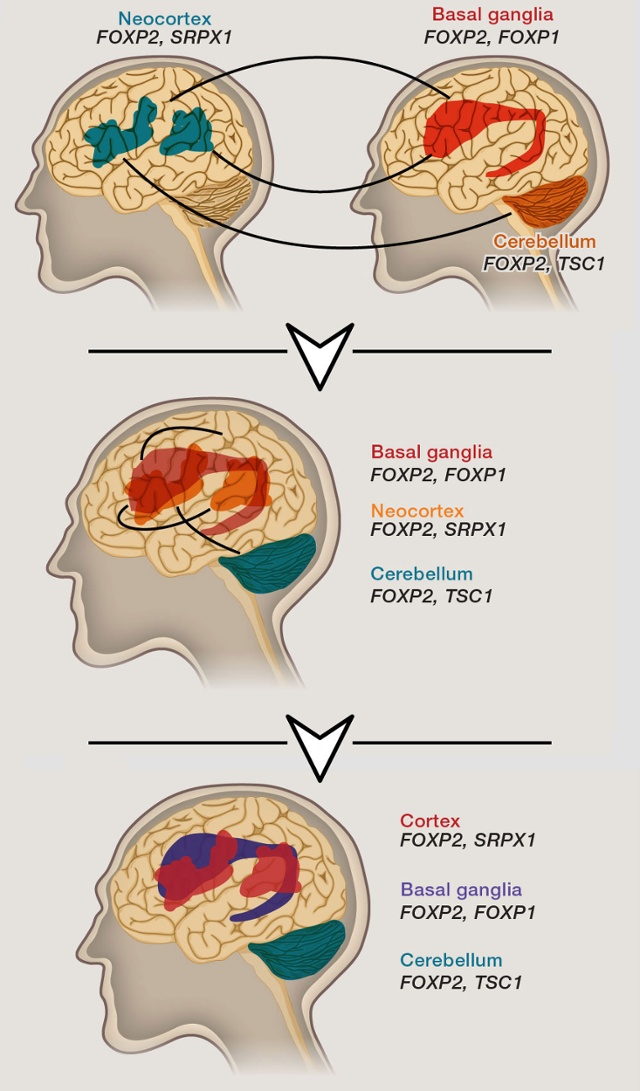 Neocortex
FOXP2, SRPX1
Basal ganglia
FOXP2, FOXP1
Cerebellum
FOXP2, TSC1
Basal ganglia
FOXP2, FOXP1
Neocortex
FOXP2, SRPX1
Cerebellum
FOXP2, TSC1
Cortex
FOXP2, SRPX1
Basal ganglia
FOXP2, FOXP1
Cerebellum
FOXP2, TSC1